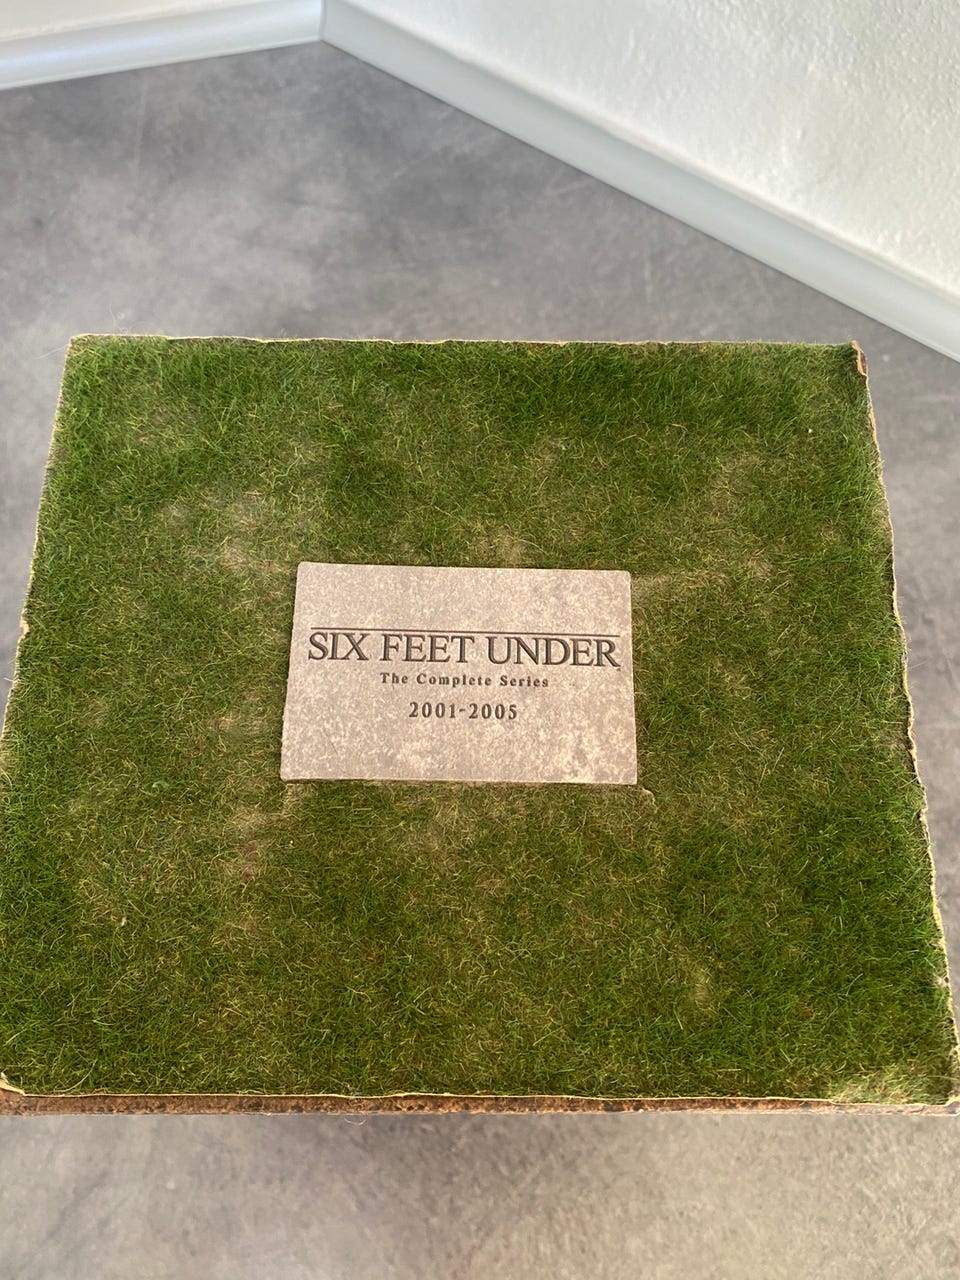 SIX FEET UNDER
The Complete Series
2001-2005